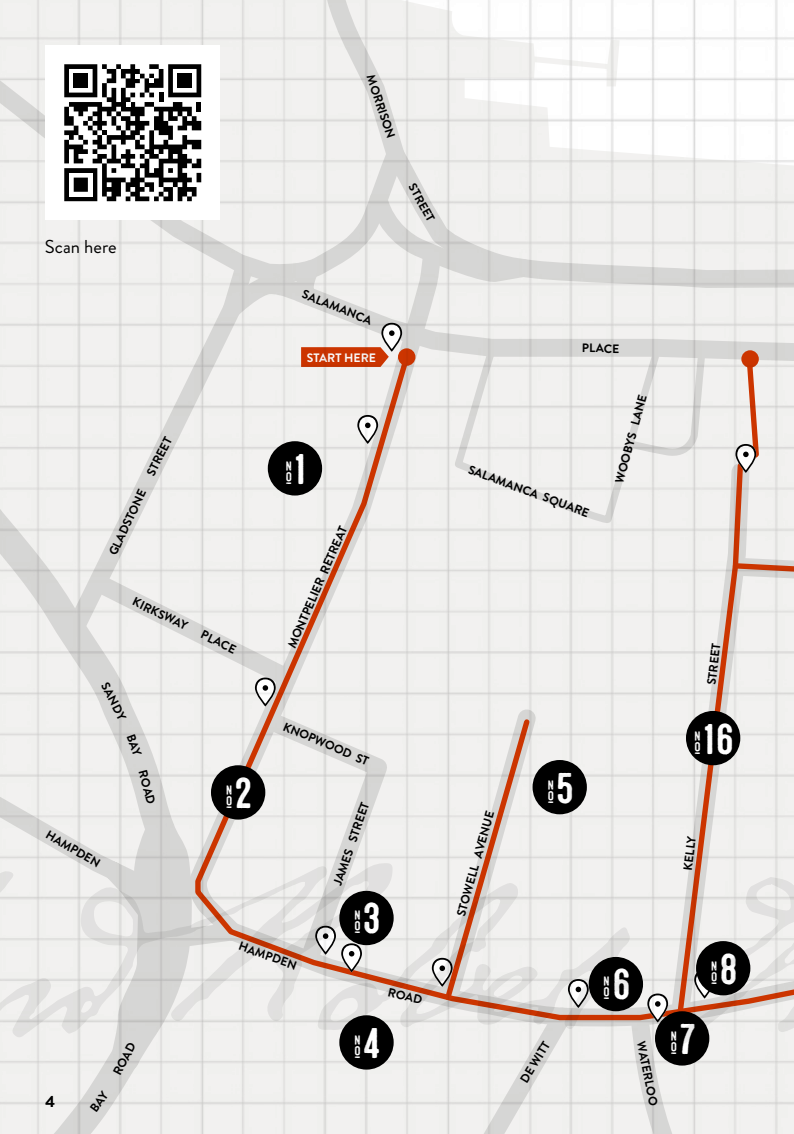 MORRISON
STREET
Scan here
SALAMANCA
START HERE
PLACE
WOOBYS LANE
SALAMANCA SQUARE
GLADSTONE STREET
NO 1
MONTPELIER RETREAT
KIRKSWAY PLACE
STREET
SANDY BAY ROAD
KNOPWOOD ST
NO 16
NO 2
NO 5
JAMES STREET
STOWELL AVENUE
KELLY
HAMPDEN
NO 3
HAMPDEN
ROAD
NO 6
NO 8
NO 7
NO 4
DE WITT
WATERLOO
BAY ROAD
4